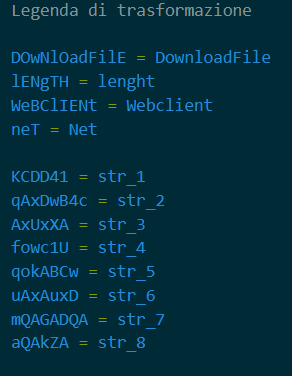 Legenda di trasformazione
DOwNlOadFilE = DownloadFile
lENgTH = lenght
WeBClIENt = Webclient
neT = Net
KCDD41 = str_1
qAxDwB4c = str_2
AxUxXA = str_3
fowc1U = str_4
qokABCw = str_5
uAxAuxD = str_6
mQAGADQA = str_7
aQAkZA = str_8